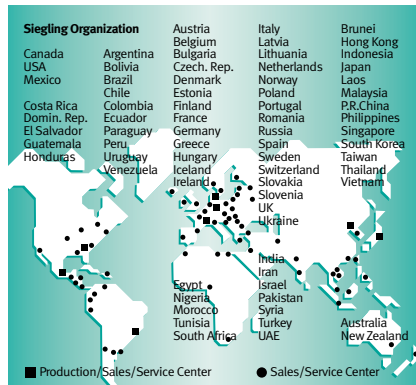 Siegling Organization
Canada
USA
Mexico
Costa Rica
Domin. Rep.
El Salvador
Guatemala
Honduras
Argentina
Bolivia
Brazil
Chile
Colombia
Ecuador
Paraguay
Peru
Uruguay
Venezuela
Austria
Belgium
Bulgaria
Czech. Rep.
Denmark
Estonia
Finland
France
Germany
Greece
Hungary
Iceland
Ireland
Italy
Latvia
Lithuania
Netherlands
Norway
Poland
Portugal
Romania
Russia
Spain
Sweden
Switzerland
Slovakia
Slovenia
UK
Ukraine
Brunei
Hong Kong
Indonesia
Japan
Laos
Malaysia
P.R.China
Philippines
Singapore
South Korea
Taiwan
Thailand
Vietnam
Egypt
Nigeria
Morocco
Tunisia
South Africa
India
Iran
Israel
Pakistan
Syria
Turkey
UAE
Australia
New Zealand
Production/Sales/Service Center
Sales/Service Center